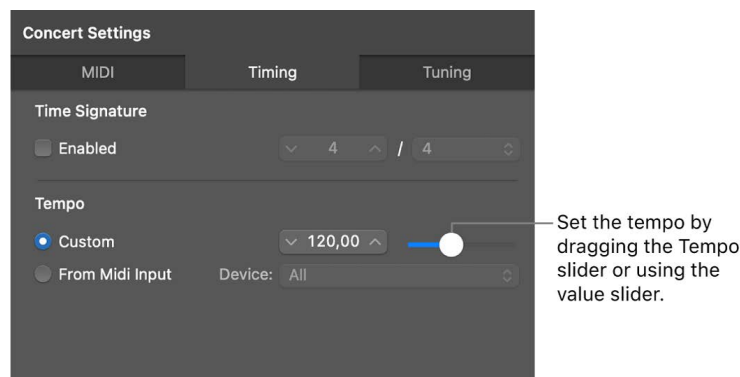 Concert Settings
MIDI Timing Tuning
Time Signature
Enabled 4 / 4
Tempo
Custom 120,00
From Midi Input Device: All
Set the tempo by
dragging the Tempo
slider or using the
value slider.